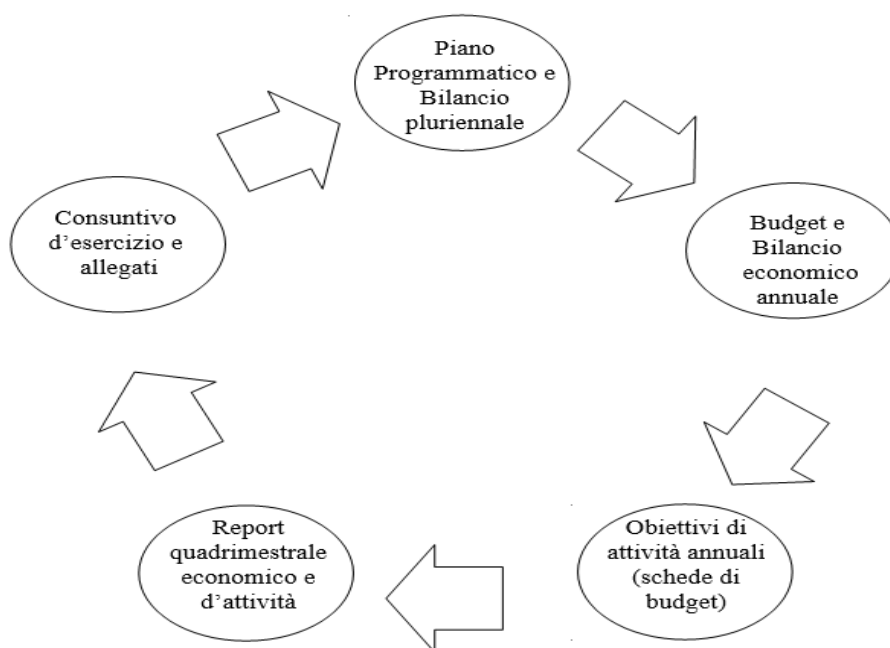 Piano
Programmatico e
Bilancio
pluriennale
Budget e
Bilancio
economico
annuale
Obiettivi di
attività annuali
(schede di
budget)
Report
quadrimestrale
economico e
d'attività
Consuntivo
d'esercizio e
allegati